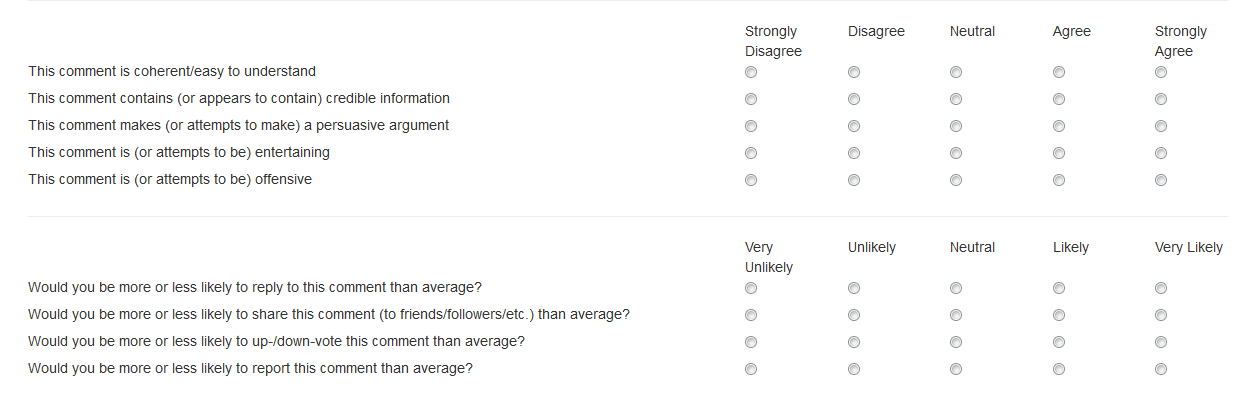 Strongly Disagree Disagree Neutral Agree Strongly Agree
This comment is coherent/easy to understand
This comment contains (or appears to contain) credible information
This comment makes (or attempts to make) a persuasive argument
This comment is (or attempts to be) entertaining
This comment is (or attempts to be) offensive
Very Unlikely Unlikely Neutral Likely Very Likely
Would you be more or less likely to reply to this comment than average?
Would you be more or less likely to share this comment (to friends/followers/etc.) than average?
Would you be more or less likely to up-/down-vote this comment than average?
Would you be more or less likely to report this comment than average?